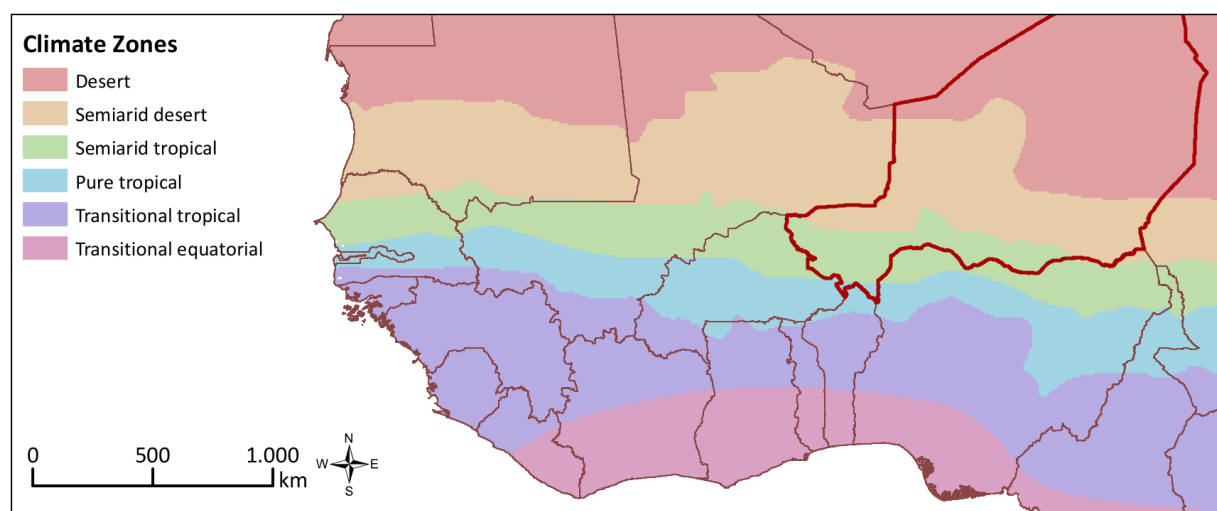 Climate Zones
Desert
Semiarid desert
Semiarid tropical
Pure tropical
Transitional tropical
Transitional equatorial
0 500 1.000
km
N
W E
S